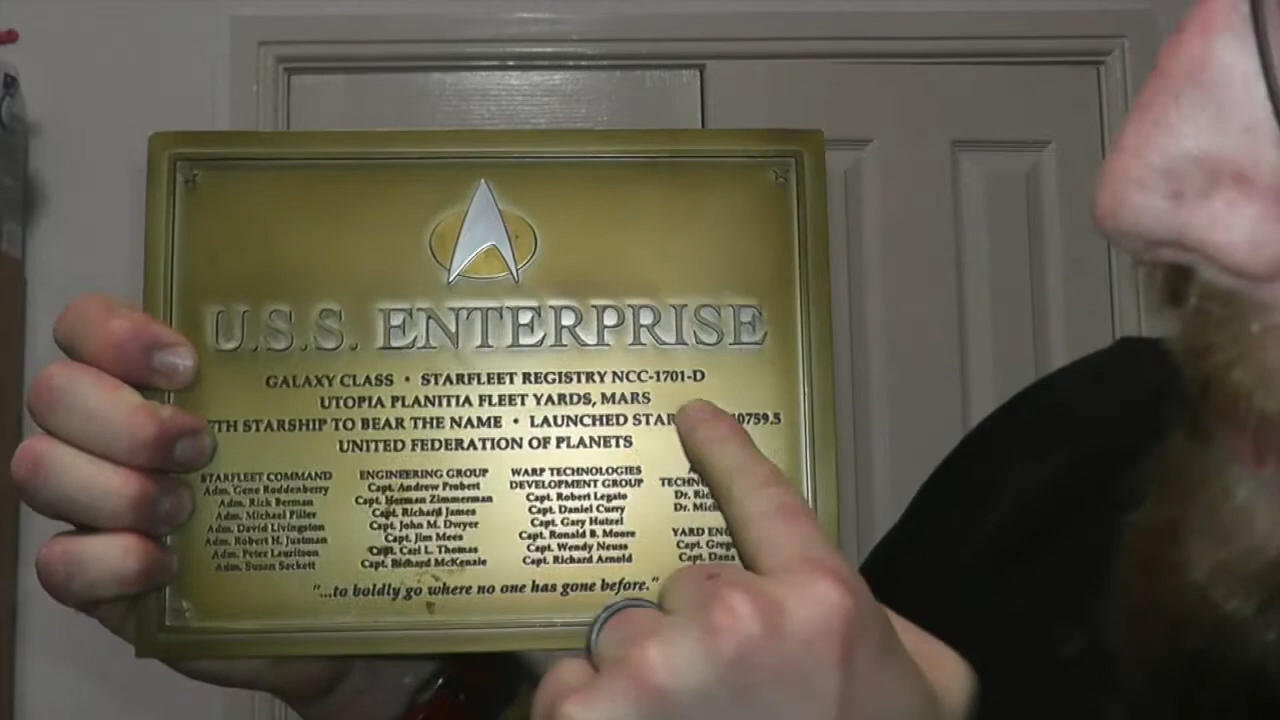 U.S.S. ENTERPRISE
GALAXY CLASS • STARFLEET REGISTRY NCC-1701-D
UTOPIA PLANITIA FLEET YARDS, MARS
STARSHIP TO BEAR THE NAME • LAUNCHED 0759.5
UNITED FEDERATION OF PLANETS
STARFLEET COMMAND
Adm. Gene Roddenberry
Adm. Rick Berman
Adm. Michael Piller
Adm. David Livingston
Adm. Robert H. Justman
Adm. Peter Lauritson
Adm. Susan Sackett
ENGINEERING GROUP
Capt. Andrew Probert
Capt. Herman Zimmerman
Capt. Richard James
Capt. John M. Dwyer
Capt. Jim Mees
Capt. Carl L. Thomas
Capt. Richard McKenzie
WARP TECHNOLOGIES
DEVELOPMENT GROUP
Capt. Robert Legato
Capt. Daniel Curry
Capt. Gary Hutzel
Capt. Ronald B. Moore
Capt. Wendy Neuss
Capt. Richard Arnold
Dr.
Dr.
YARD
Capt.
Capt. Dana
"...to boldly go where no one has gone before."